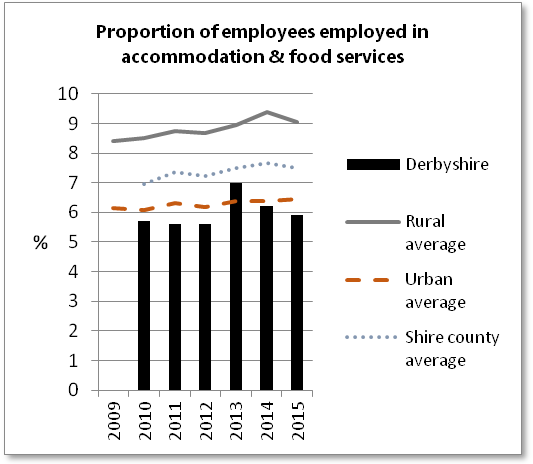 Proportion of employees employed in
accommodation & food services
10
9
8
7
6
5
4
3
2
1
0
%
2009
2010
2011
2012
2013
2014
2015
Derbyshire
Rural
average
Urban
average
Shire county
average